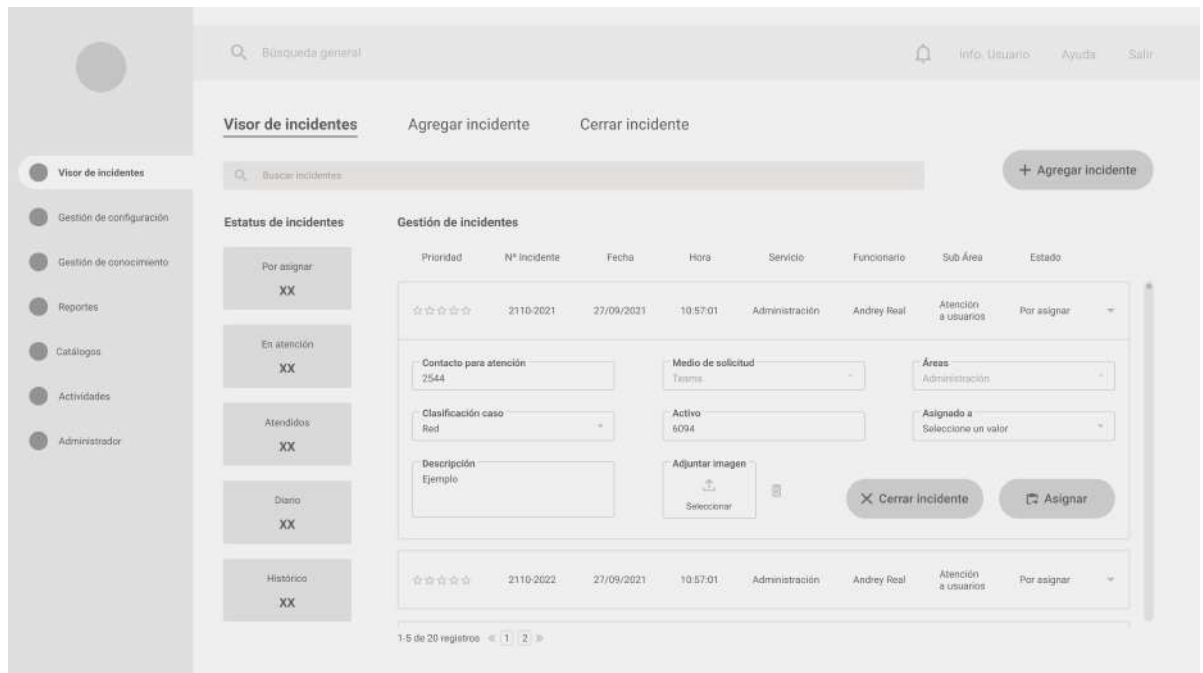 Búsqueda general
Info. Usuario
Ayuda
Salir
Visor de incidentes
Gestión de configuración
Gestión de conocimiento
Reportes
Catálogos
Actividades
Administrador
Visor de incidentes
Agregar incidente
Cerrar incidente
Buscar incidentes
+ Agregar incidente
Estatus de incidentes
Por asignar
XX
En atención
XX
Atendidos
XX
Diario
XX
Histórico
XX
Gestión de incidentes
Prioridad Nº Incidente Fecha Hora Servicio Funcionario Sub Área Estado
2110-2021 27/09/2021 10:57:01 Administración Andrey Real Atención a usuarios Por asignar
Contacto para atención
2544
Medio de solicitud
Teams
Áreas
Administración
Clasificación caso
Red
Activo
6094
Asignado a
Seleccione un valor
Descripción
Ejemplo
Adjuntar imagen
Seleccionar
Cerrar incidente
Asignar
2110-2022 27/09/2021 10:57:01 Administración Andrey Real Atención a usuarios Por asignar
1-5 de 20 registros « 1 2 »